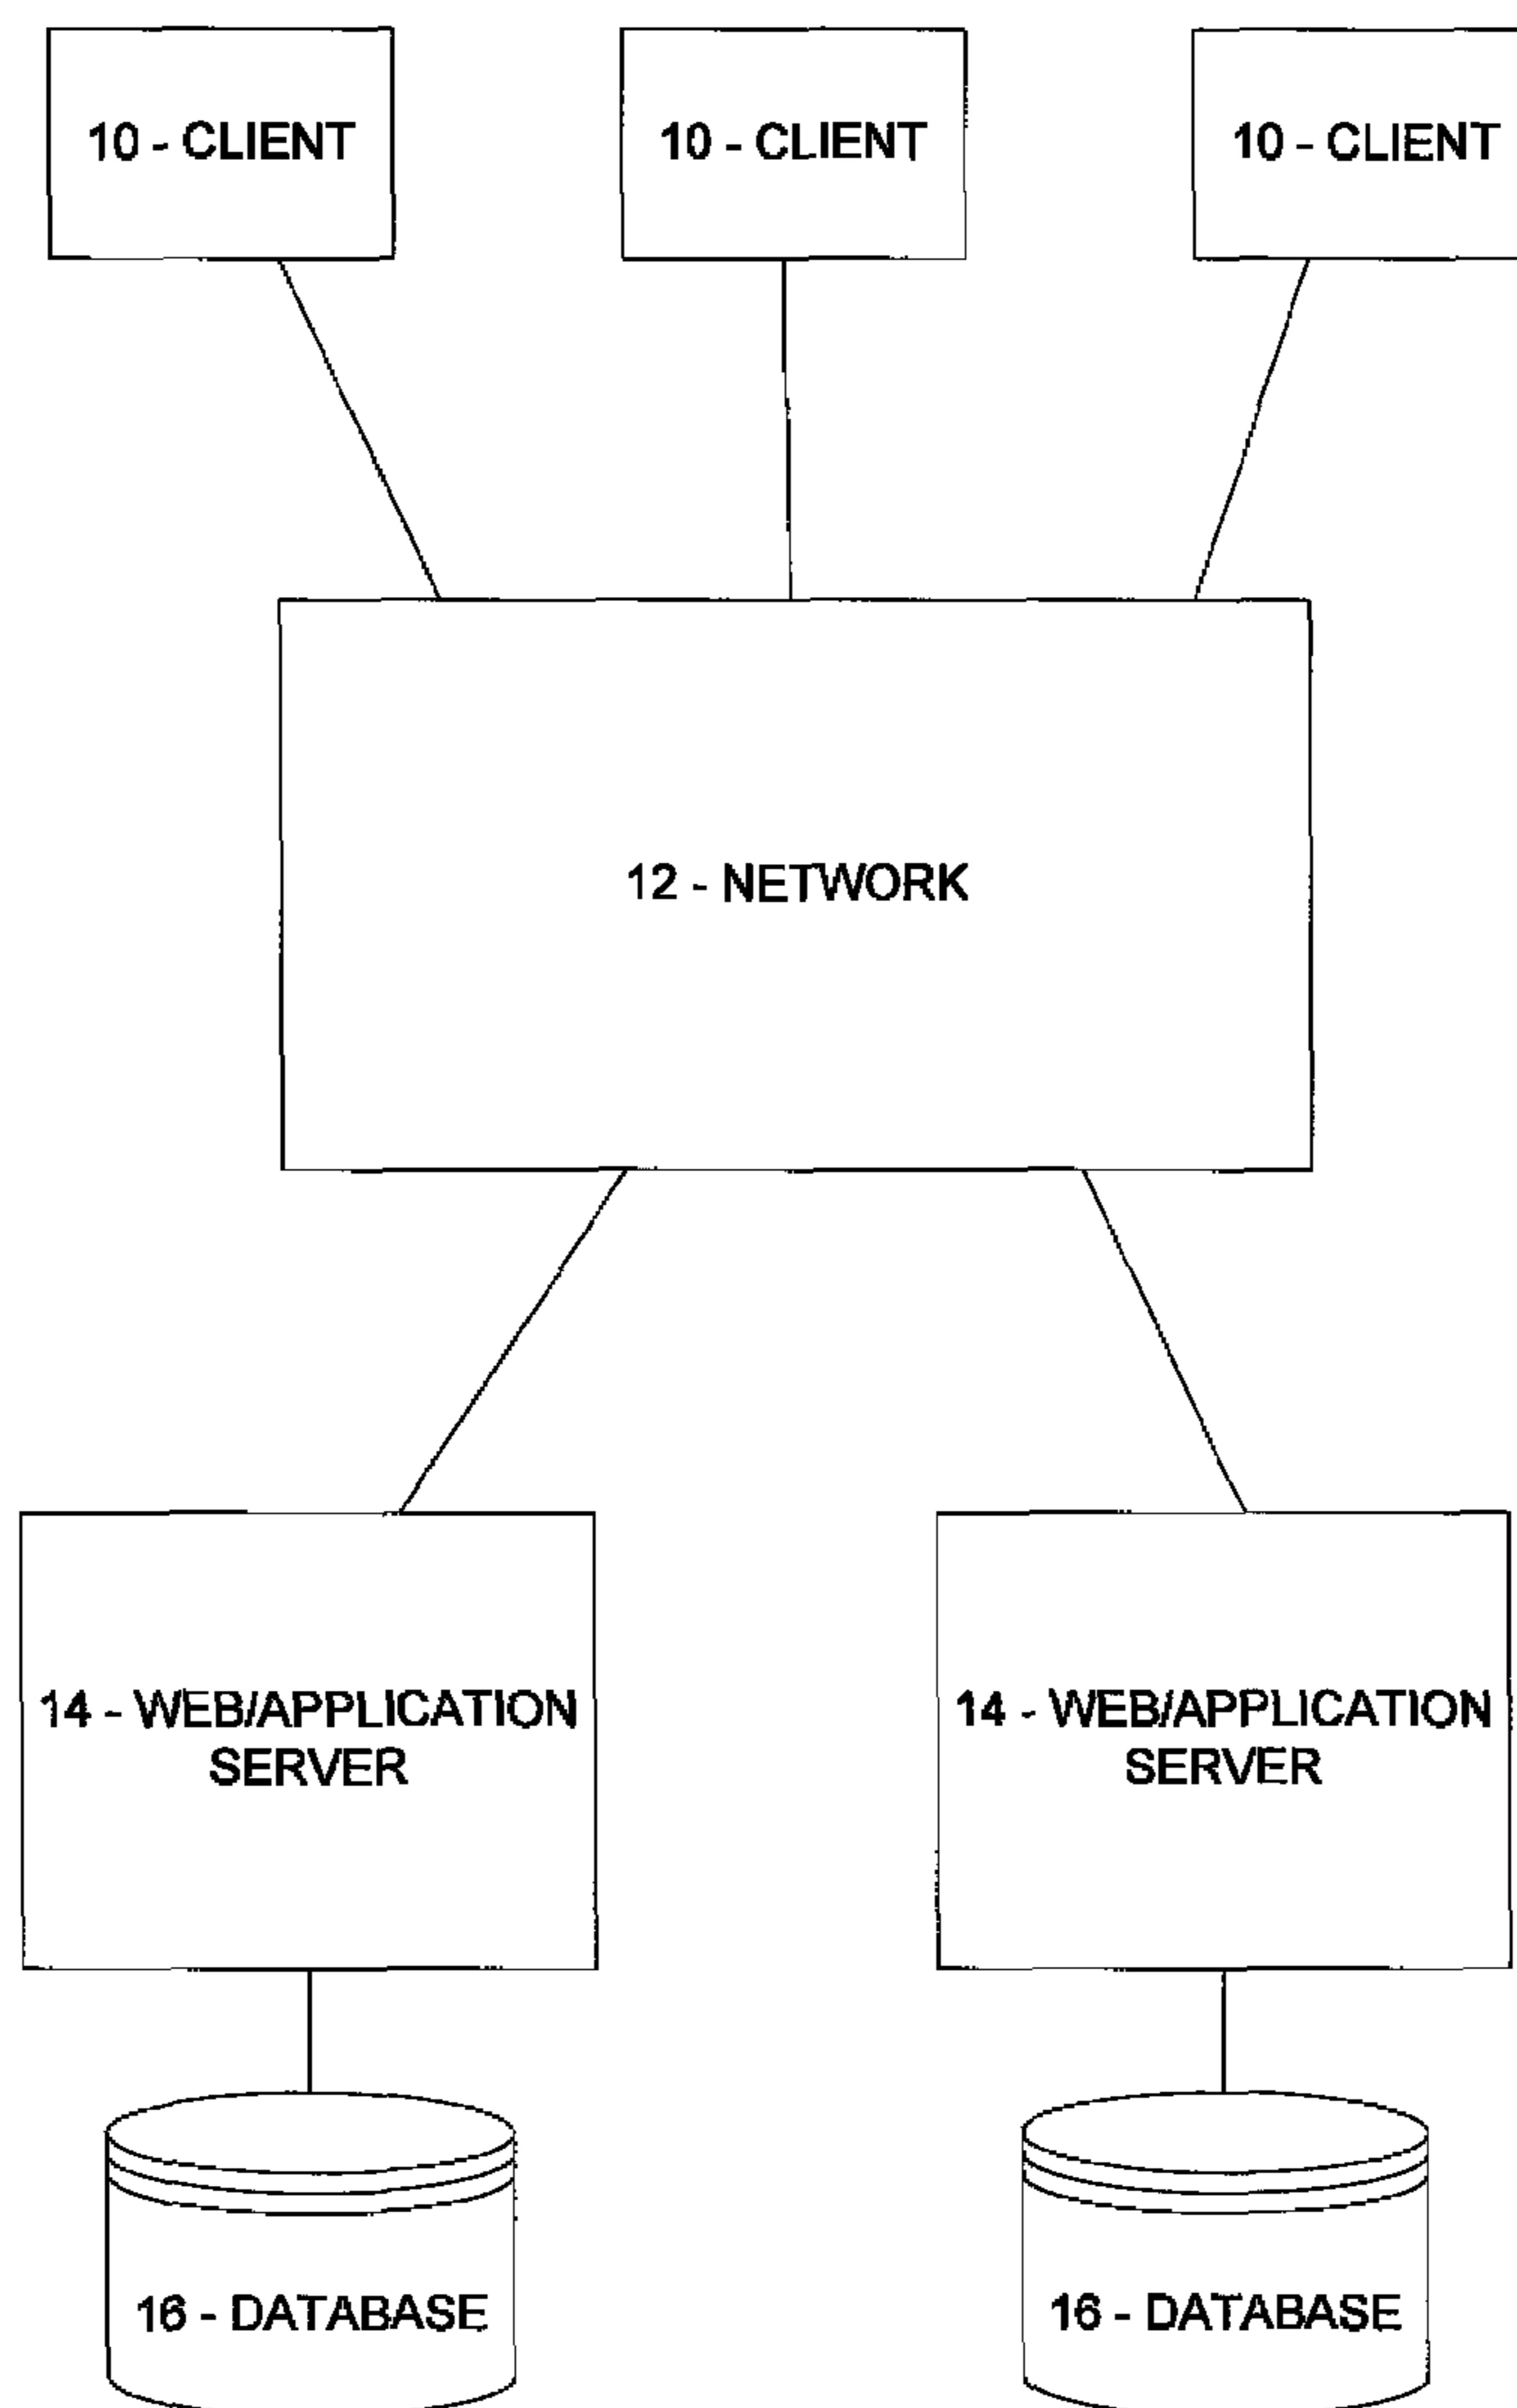 10 - CLIENT
10 - CLIENT
10 - CLIENT
12 - NETWORK
14 - WEB/APPLICATION
SERVER
14 - WEB/APPLICATION
SERVER
16 - DATABASE
16 - DATABASE